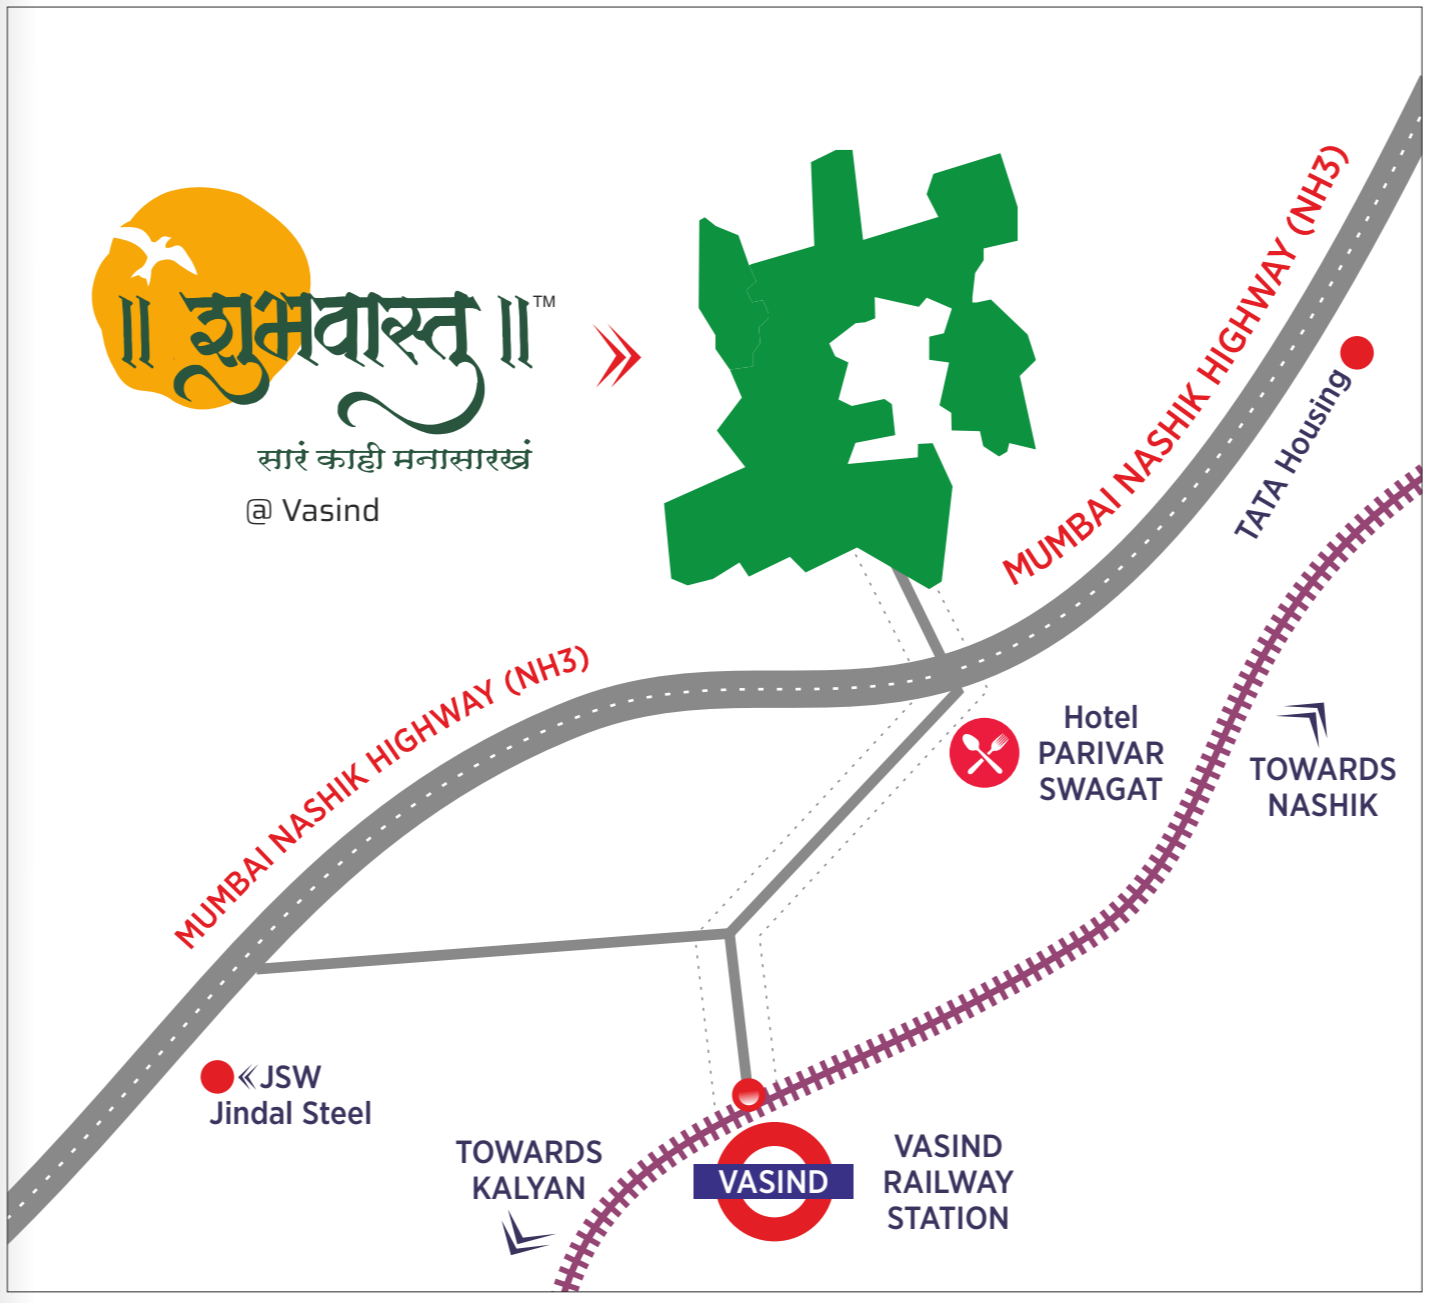 ॥ शुभवास्तु ॥™
सारं काही मनासारखं
@ Vasind
MUMBAI NASHIK HIGHWAY (NH3)
TATA Housing
MUMBAI NASHIK HIGHWAY (NH3)
Hotel
PARIVAR
SWAGAT
TOWARDS
NASHIK
JSW
Jindal Steel
TOWARDS
KALYAN
VASIND
VASIND
RAILWAY
STATION